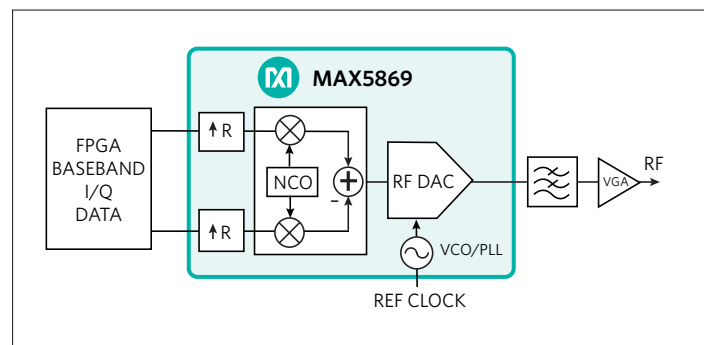 MAX5869
FPGA
BASEBAND
I/Q
DATA
↑ R
↑ R
NCO
+
-
RF DAC
VCO/PLL
REF CLOCK
VGA
RF